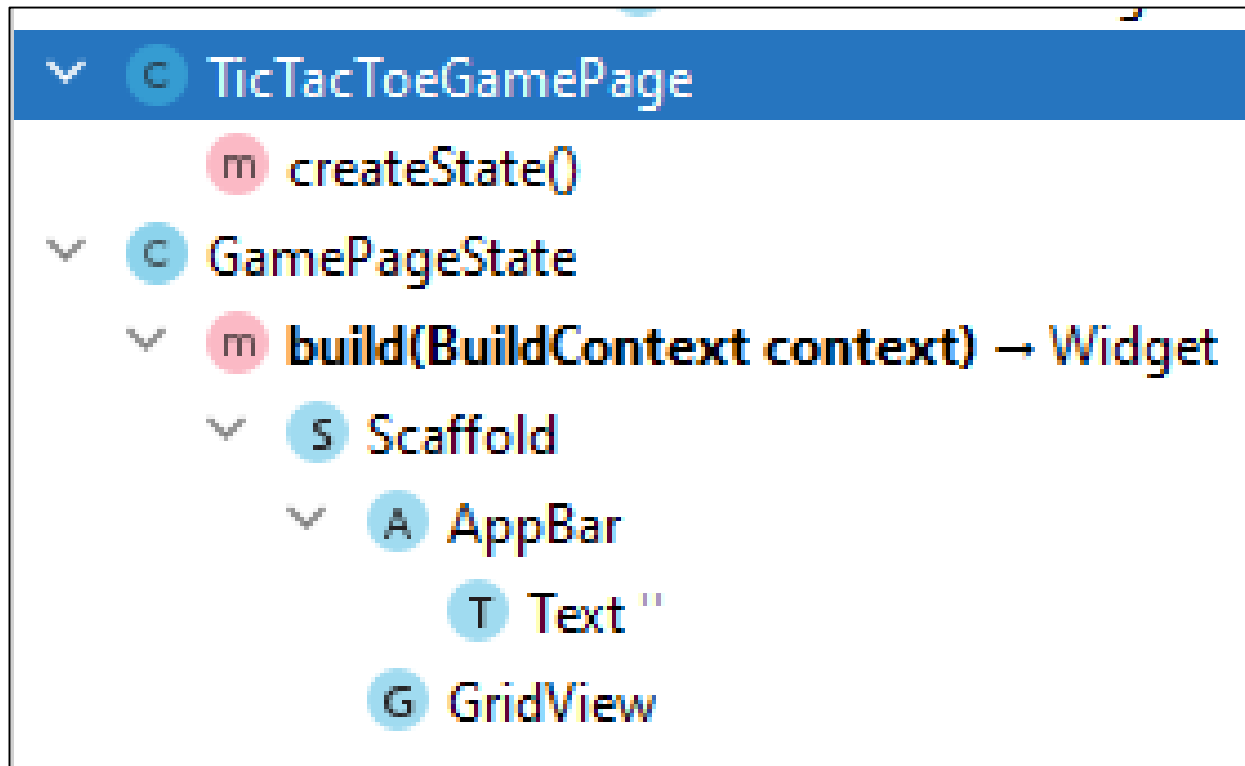 C TicTacToeGamePage
m createState()
C GamePageState
m build(BuildContext context) → Widget
S Scaffold
A AppBar
T Text ''
G GridView